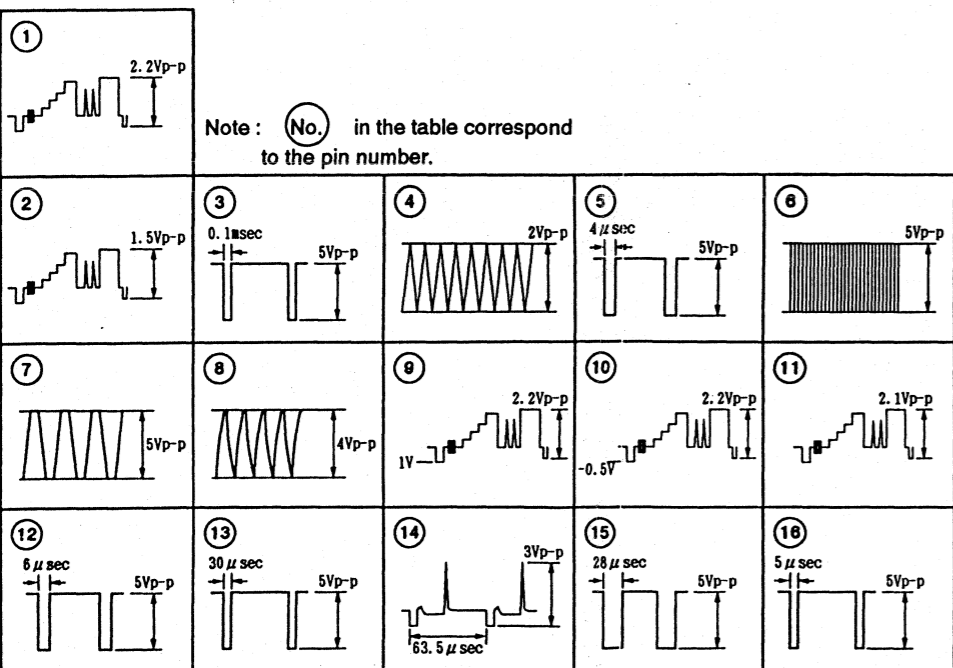 1
2.2Vp-p
Note : No. in the table correspond
to the pin number.
2
1.5Vp-p
3
0.1msec
5Vp-p
4
2Vp-p
5
4μsec
5Vp-p
6
5Vp-p
7
5Vp-p
8
4Vp-p
9
2.2Vp-p
1V
10
2.2Vp-p
-0.5V
11
2.1Vp-p
12
6μsec
5Vp-p
13
30μsec
5Vp-p
14
3Vp-p
63.5μsec
15
28μsec
5Vp-p
16
5μsec
5Vp-p